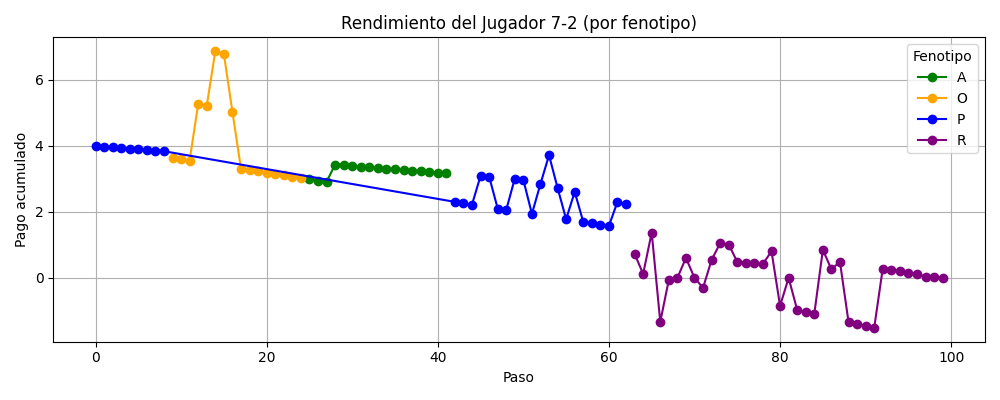 Rendimiento del Jugador 7-2 (por fenotipo)
Pago acumulado
6
4
2
0
0
20
40
60
80
100
Paso
Fenotipo
A
O
P
R